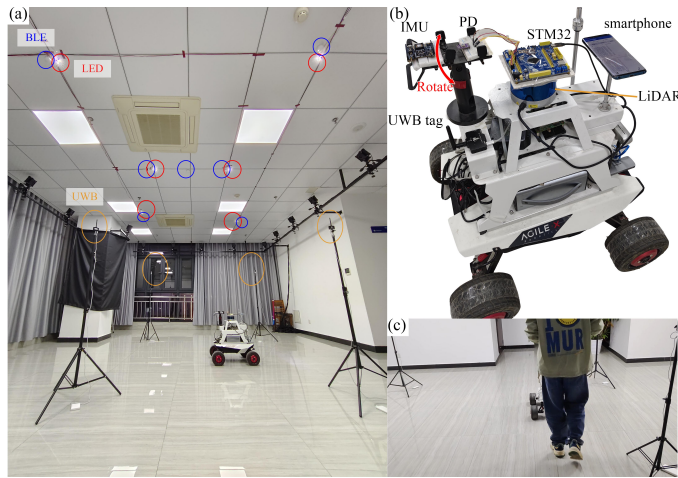 (a)
BLE
LED
UWB
(b)
IMU
PD
STM32
smartphone
Rotate
LiDAR
UWB tag
AGILE X
(c)
MUR